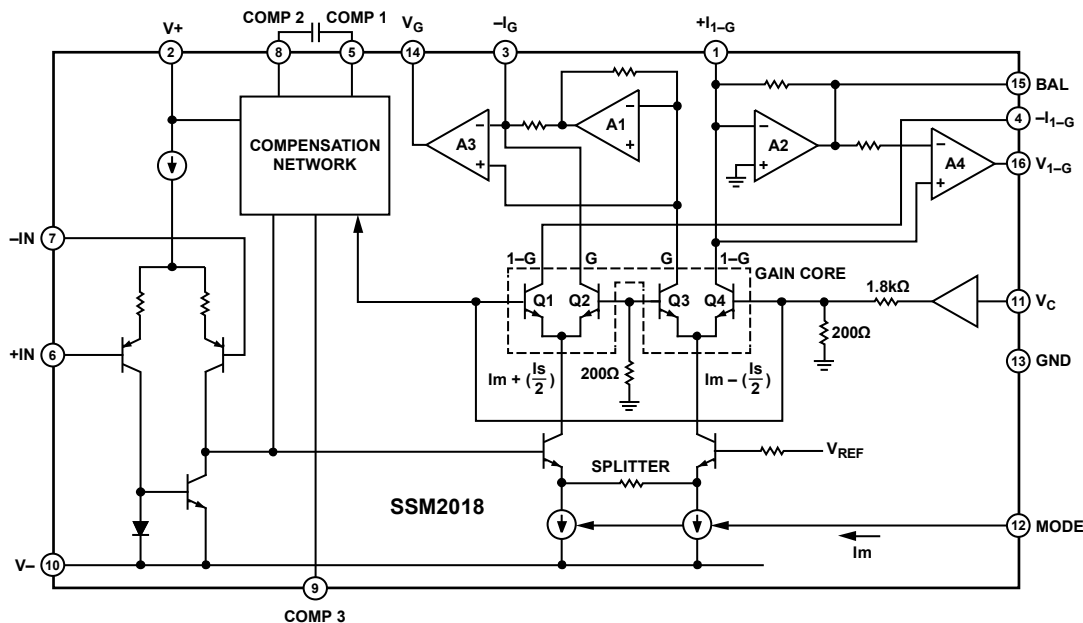 COMP 2 COMP 1
V+ VG –IG +I1–G
2 8 5 14 3 1
15 BAL
4 –I1–G
16 V1–G
A1
A3
A2
A4
COMPENSATION
NETWORK
–IN
7
1–G G G 1–G
GAIN CORE
Q1 Q2 Q3 Q4
1.8kΩ
11 VC
+IN
6
200Ω
13 GND
Im + (Is/2)
200Ω
Im – (Is/2)
VREF
SPLITTER
SSM2018
12 MODE
Im
V– 10
9
COMP 3